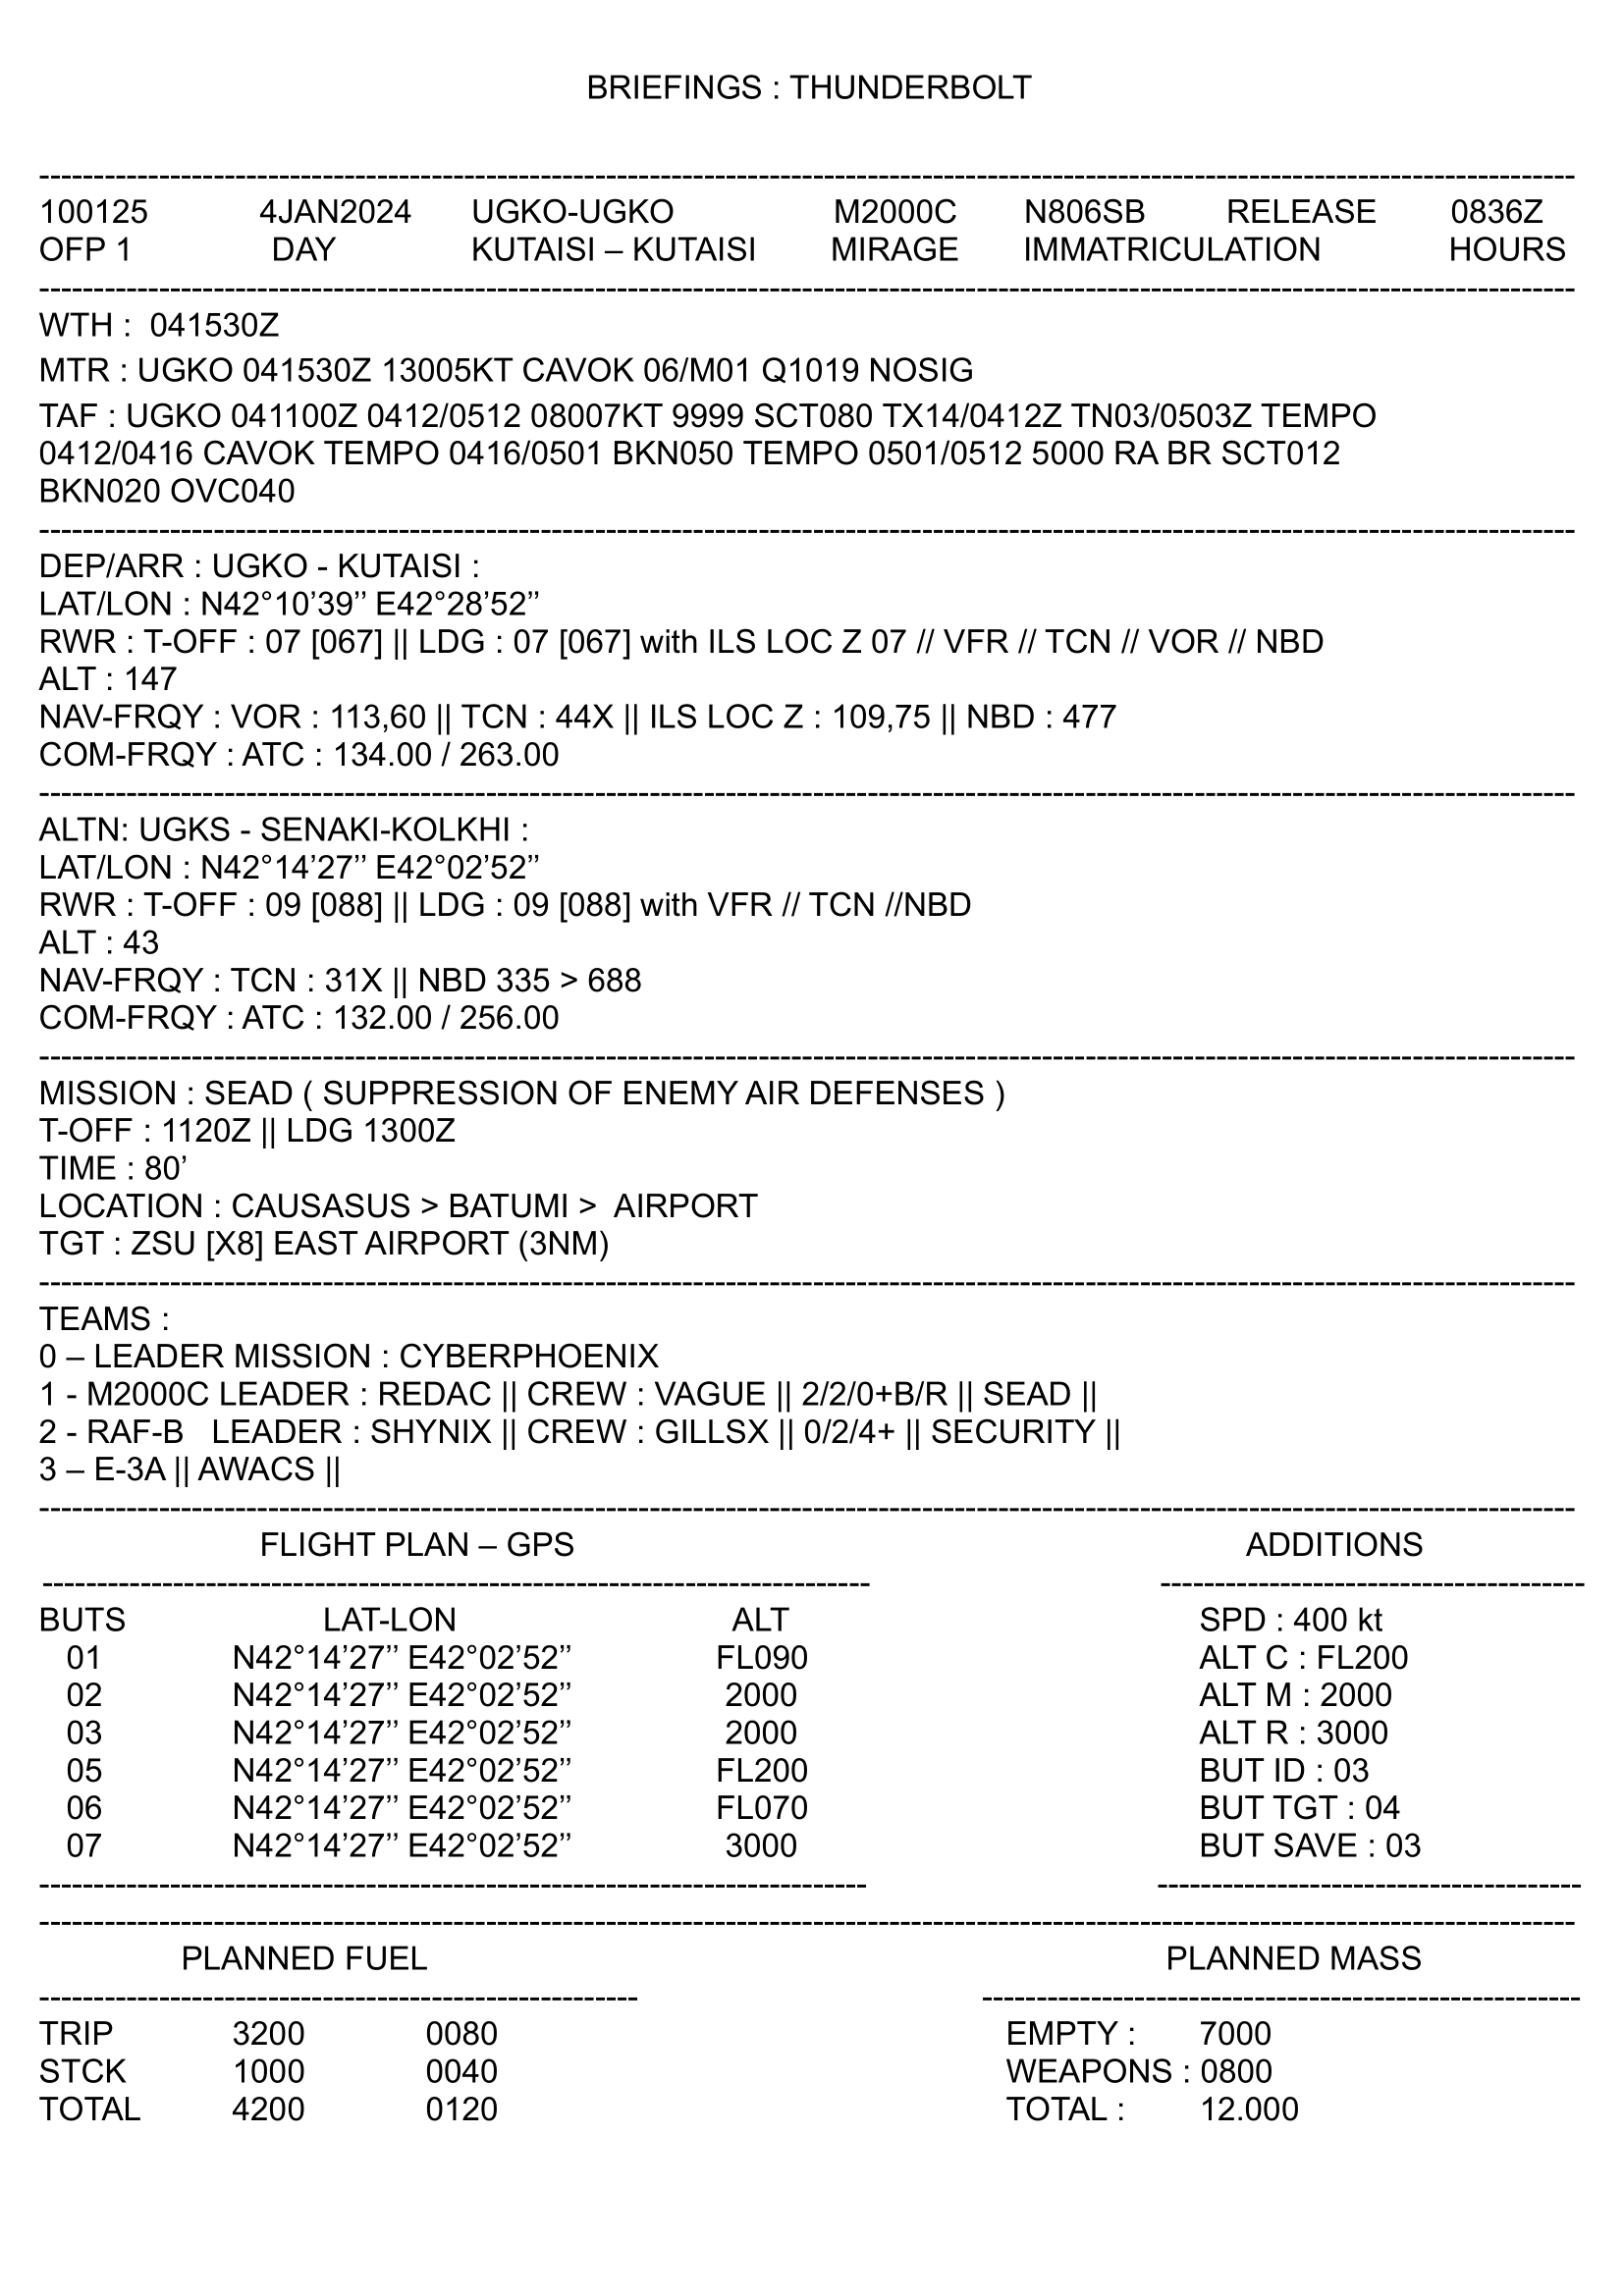 BRIEFINGS : THUNDERBOLT
100125 4JAN2024 UGKO-UGKO M2000C N806SB RELEASE 0836Z
OFP 1 DAY KUTAISI – KUTAISI MIRAGE IMMATRICULATION HOURS
WTH : 041530Z
MTR : UGKO 041530Z 13005KT CAVOK 06/M01 Q1019 NOSIG
TAF : UGKO 041100Z 0412/0512 08007KT 9999 SCT080 TX14/0412Z TN03/0503Z TEMPO
0412/0416 CAVOK TEMPO 0416/0501 BKN050 TEMPO 0501/0512 5000 RA BR SCT012
BKN020 OVC040
DEP/ARR : UGKO - KUTAISI :
LAT/LON : N42°10’39’’ E42°28’52’’
RWR : T-OFF : 07 [067] || LDG : 07 [067] with ILS LOC Z 07 // VFR // TCN // VOR // NBD
ALT : 147
NAV-FRQY : VOR : 113,60 || TCN : 44X || ILS LOC Z : 109,75 || NBD : 477
COM-FRQY : ATC : 134.00 / 263.00
ALTN: UGKS - SENAKI-KOLKHI :
LAT/LON : N42°14’27’’ E42°02’52’’
RWR : T-OFF : 09 [088] || LDG : 09 [088] with VFR // TCN //NBD
ALT : 43
NAV-FRQY : TCN : 31X || NBD 335 > 688
COM-FRQY : ATC : 132.00 / 256.00
MISSION : SEAD ( SUPPRESSION OF ENEMY AIR DEFENSES )
T-OFF : 1120Z || LDG 1300Z
TIME : 80’
LOCATION : CAUSASUS > BATUMI > AIRPORT
TGT : ZSU [X8] EAST AIRPORT (3NM)
TEAMS :
0 – LEADER MISSION : CYBERPHOENIX
1 - M2000C LEADER : REDAC || CREW : VAGUE || 2/2/0+B/R || SEAD ||
2 - RAF-B LEADER : SHYNIX || CREW : GILLSX || 0/2/4+ || SECURITY ||
3 – E-3A || AWACS ||
FLIGHT PLAN – GPS ADDITIONS
BUTS LAT-LON ALT SPD : 400 kt
01 N42°14’27’’ E42°02’52’’ FL090 ALT C : FL200
02 N42°14’27’’ E42°02’52’’ 2000 ALT M : 2000
03 N42°14’27’’ E42°02’52’’ 2000 ALT R : 3000
05 N42°14’27’’ E42°02’52’’ FL200 BUT ID : 03
06 N42°14’27’’ E42°02’52’’ FL070 BUT TGT : 04
07 N42°14’27’’ E42°02’52’’ 3000 BUT SAVE : 03
PLANNED FUEL PLANNED MASS
TRIP 3200 0080 EMPTY : 7000
STCK 1000 0040 WEAPONS : 0800
TOTAL 4200 0120 TOTAL : 12.000